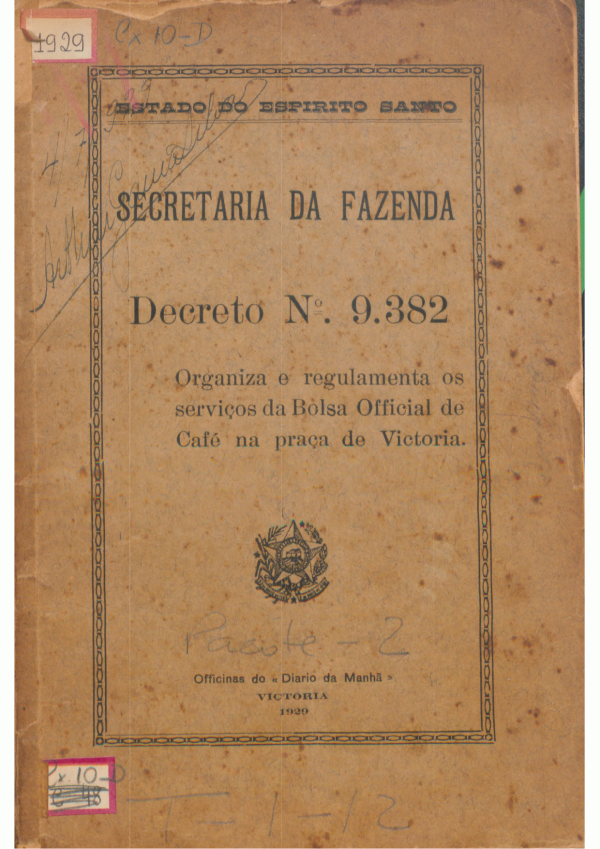 1929
Cx 10-D
ESTADO DO ESPIRITO SANTO
SECRETARIA DA FAZENDA
Decreto Nº. 9.382
Organiza e regulamenta os
serviços da Bolsa Official de
Café na praça de Victoria.
Pacote - 2
Officinas do « Diario da Manhã »
VICTORIA
1929
Cx. 10-D
T-1-12